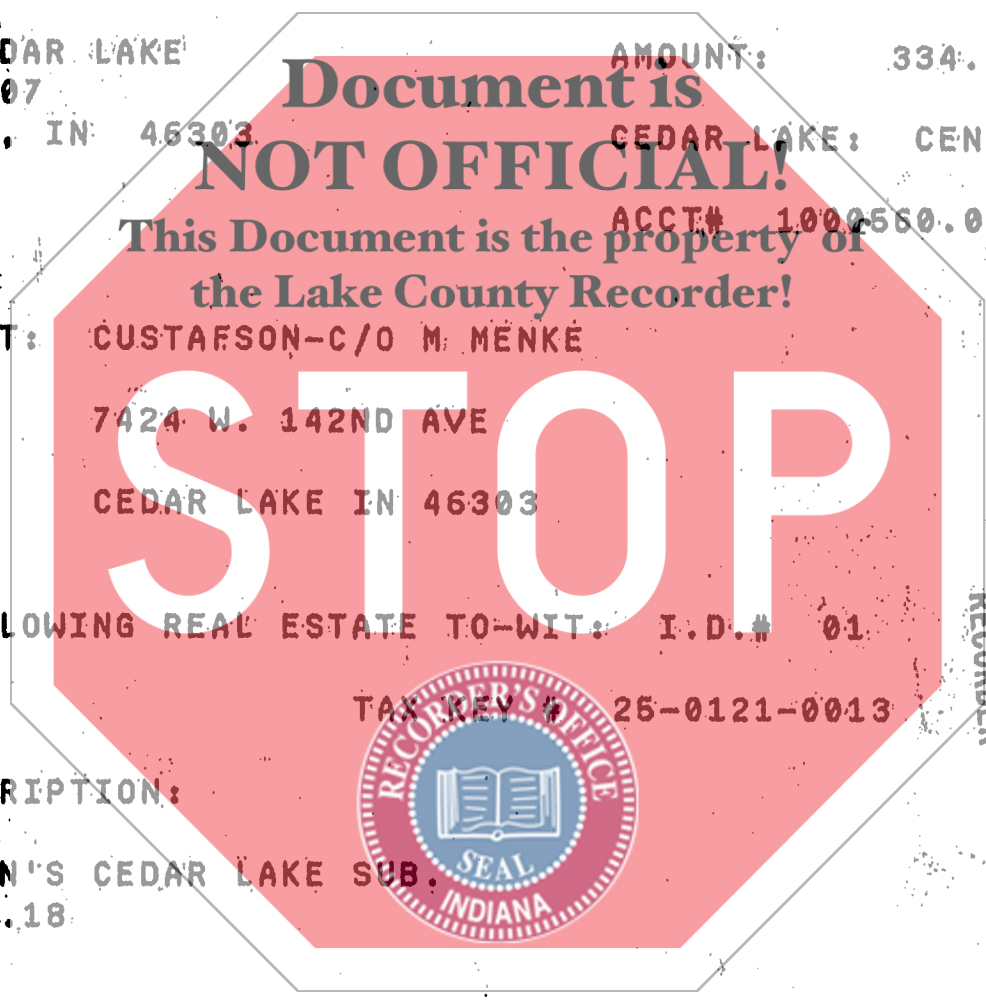 DAR LAKE AMOUNT: 334.
07
Document is
, IN 46303 CEDAR LAKE: CEN
NOT OFFICIAL!
ACCT# 1000560.0
This Document is the property of
the Lake County Recorder!
T: CUSTAFSON-C/O M MENKE
STOP
7424 W. 142ND AVE
CEDAR LAKE IN 46303
LOWING REAL ESTATE TO-WIT: I.D.# 01
TAX KEY # 25-0121-0013
RECORDER'S OFFICE
RIPTION:
SEAL
N'S CEDAR LAKE SUB.
INDIANA
.18
RECORDER